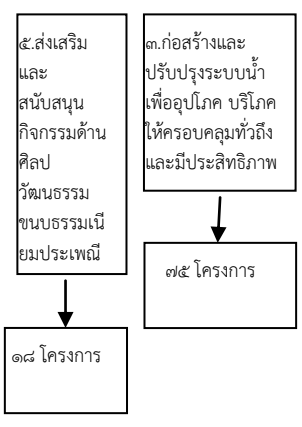 ๕.ส่งเสริม
และ
สนับสนุน
กิจกรรมด้าน
ศิลป
วัฒนธรรม
ขนบธรรมเนี
ยมประเพณี
๑๘ โครงการ
๓.ก่อสร้างและ
ปรับปรุงระบบน้ำ
เพื่ออุปโภค บริโภค
ให้ครอบคลุมทั่วถึง
และมีประสิทธิภาพ
๗๕ โครงการ